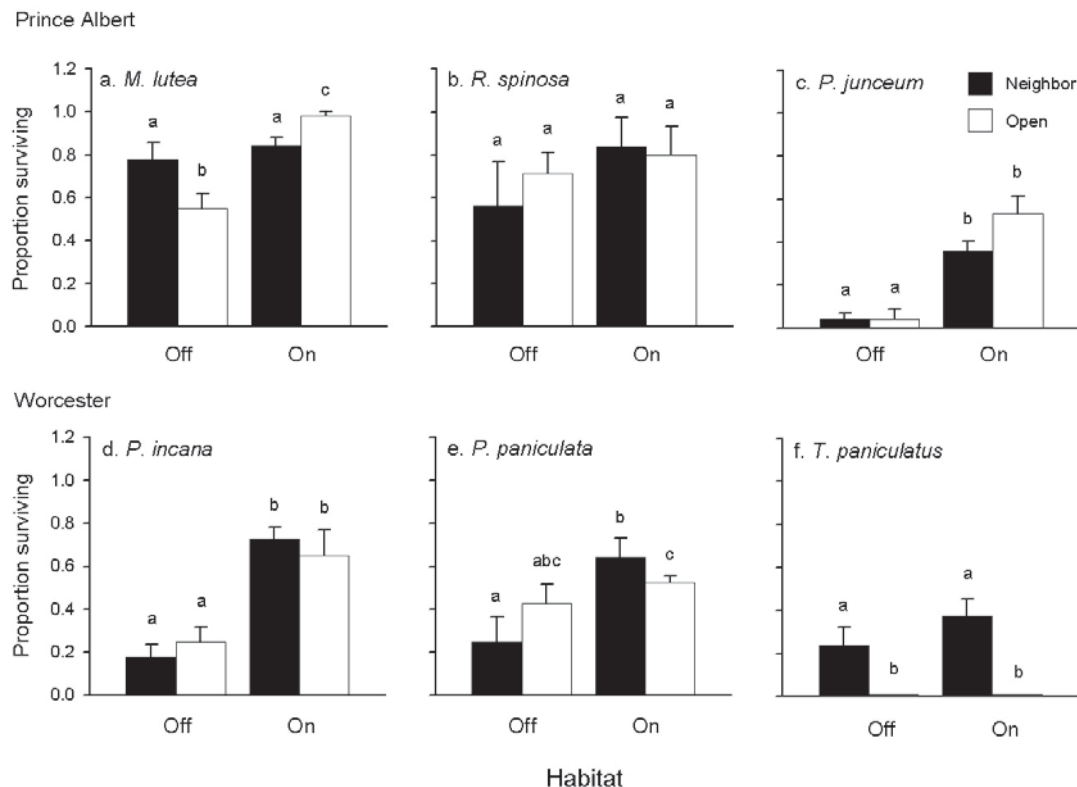 Prince Albert
a. M. lutea
b. R. spinosa
c. P. junceum
Neighbor
Open
Proportion surviving
1.2
1.0
0.8
0.6
0.4
0.2
0.0
a
b
a
c
a
a
a
a
a
a
b
b
Off
On
Off
On
Off
On
Worcester
d. P. incana
e. P. paniculata
f. T. paniculatus
Proportion surviving
1.2
1.0
0.8
0.6
0.4
0.2
0.0
a
a
b
b
a
abc
b
c
a
b
a
b
Off
On
Off
On
Off
On
Habitat